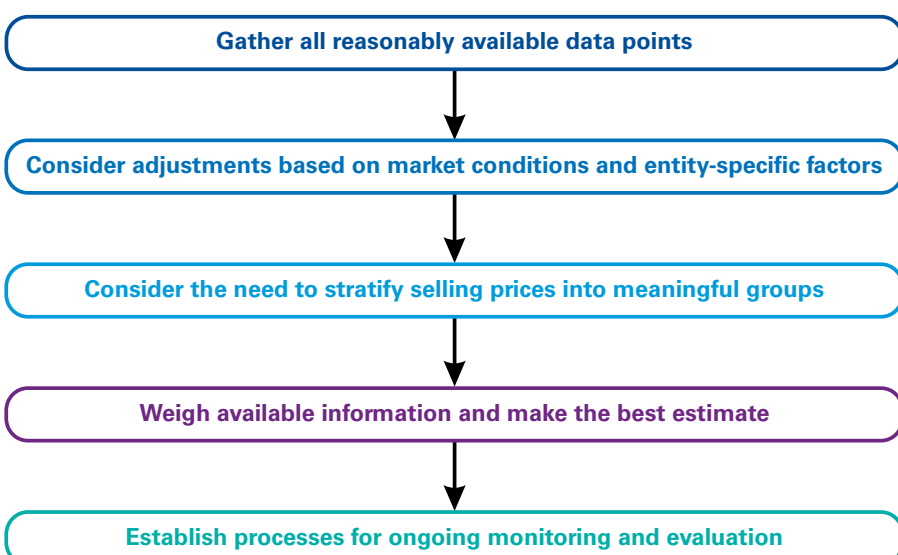 Gather all reasonably available data points
Consider adjustments based on market conditions and entity-specific factors
Consider the need to stratify selling prices into meaningful groups
Weigh available information and make the best estimate
Establish processes for ongoing monitoring and evaluation